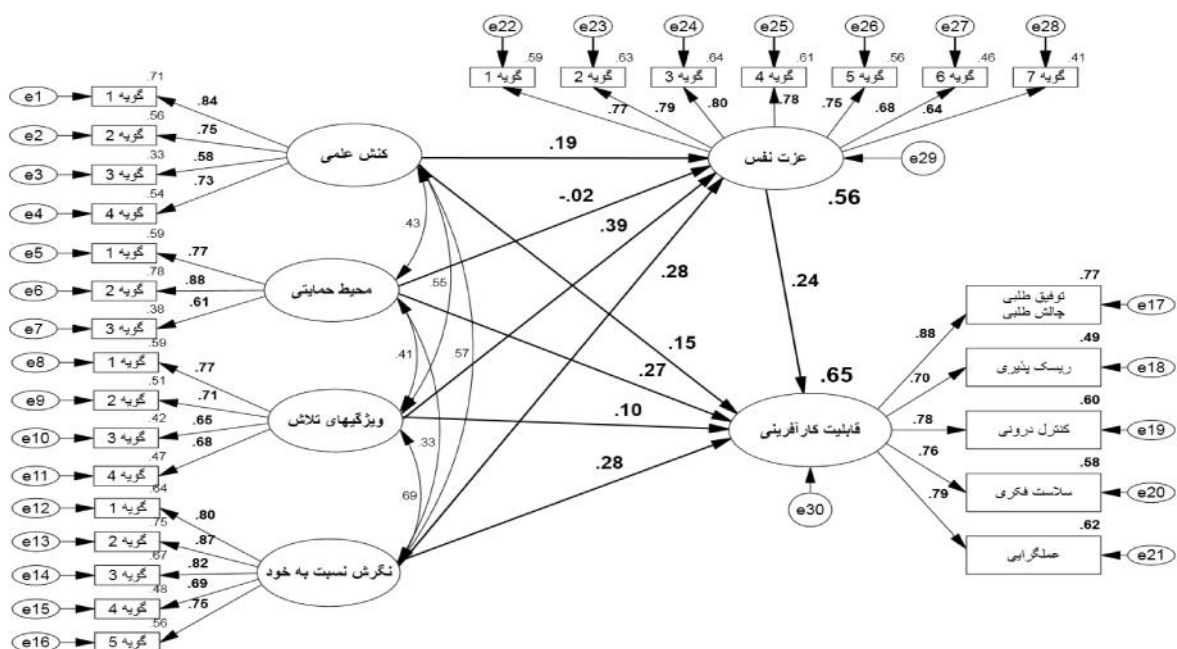 e22 e23 e24 e25 e26 e27 e28
.59 .63 .64 .61 .56 .46 .41
گویه 1 گویه 2 گویه 3 گویه 4 گویه 5 گویه 6 گویه 7
.77 .79 .80 .78 .75 .68 .64
عزت نفس
e29
.56
.71
e1 گویه 1 .84
.56
e2 گویه 2 .75
.33
e3 گویه 3 .58
.54
e4 گویه 4 .73
کنش علمی
.59
e5 گویه 1 .77
.78
e6 گویه 2 .88
.38
e7 گویه 3 .61
محیط حمایتی
.59
e8 گویه 1 .77
.51
e9 گویه 2 .71
.42
e10 گویه 3 .65
.47
e11 گویه 4 .68
ویژگیهای تلاش
.64
e12 گویه 1 .80
.75
e13 گویه 2 .87
.67
e14 گویه 3 .82
.48
e15 گویه 4 .69
.56
e16 گویه 5 .75
نگرش نسبت به خود
.43
.55
.57
.41
.33
.69
.19
-.02
.39
.28
.24
.15
.27
.10
.28
.65
قابلیت کارآفرینی
e30
.77
توفیق طلبی
چالش طلبی
e17
.88
.49
ریسک پذیری e18
.70
.60
کنترل درونی e19
.78
.58
سلاست فکری e20
.76
.62
عملگرایی e21
.79